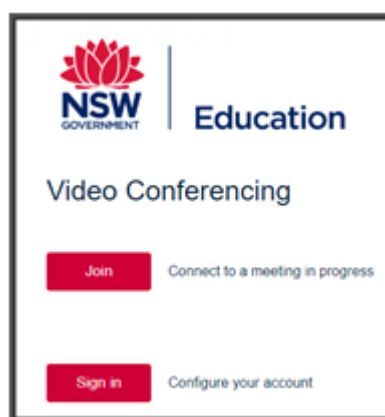 NSW
GOVERNMENT
Education
Video Conferencing
Join Connect to a meeting in progress
Sign in Configure your account